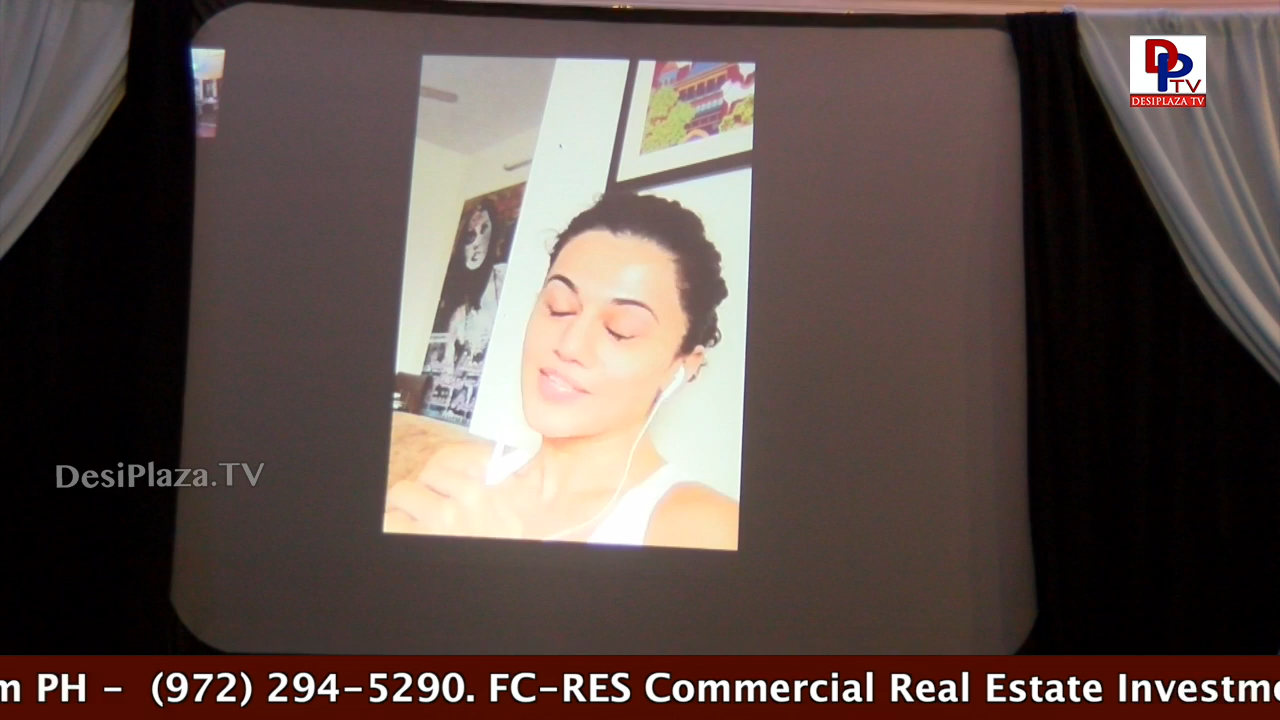 DP
TV
DESIPLAZA TV
DesiPlaza.TV
m PH - (972) 294-5290. FC-RES Commercial Real Estate Investme